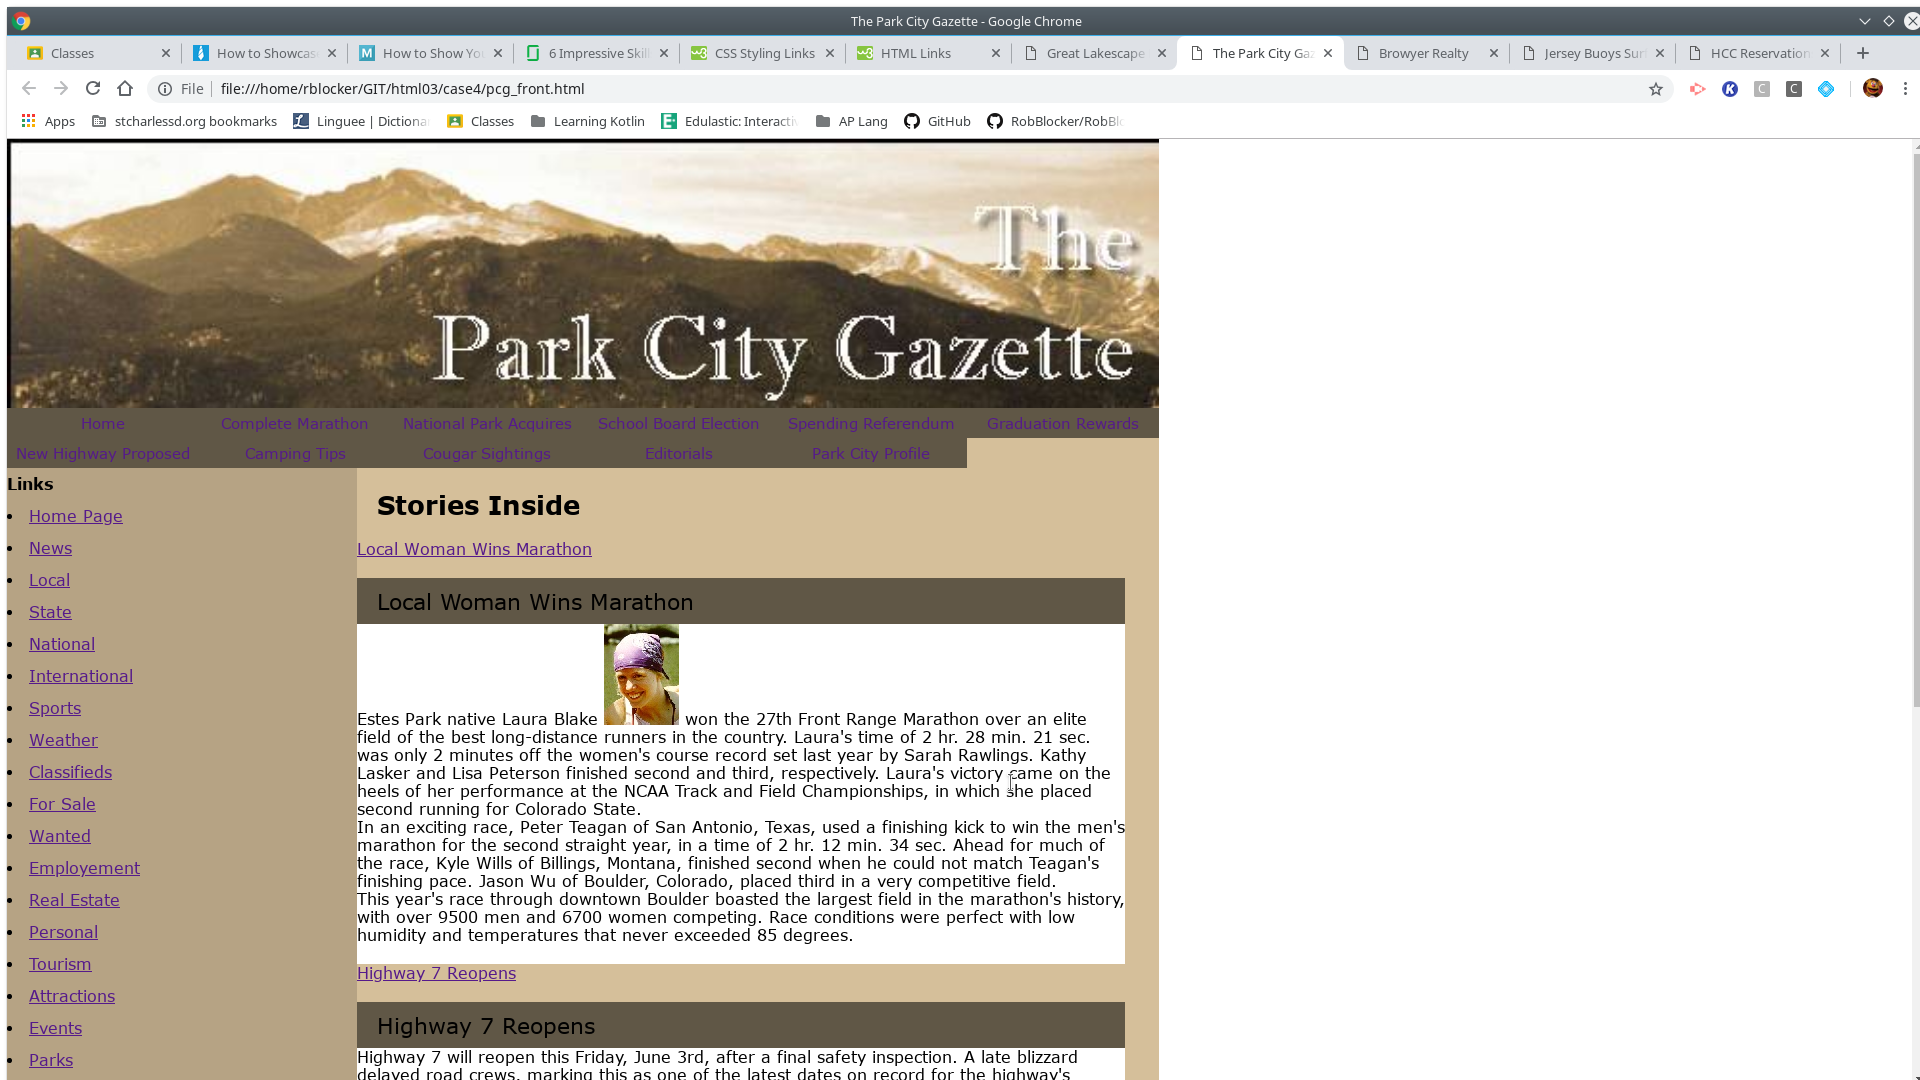 The Park City Gazette - Google Chrome
Classes How to Showcas How to Show Yo 6 Impressive Skil CSS Styling Links HTML Links Great Lakescape The Park City Gaz Browyer Realty Jersey Buoys Sur HCC Reservation
File file:///home/rblocker/GIT/html03/case4/pcg_front.html
Apps stcharlessd.org bookmarks Linguee | Dictiona Classes Learning Kotlin Edulastic: Interactiv AP Lang GitHub RobBlocker/RobBlo
The
Park City Gazette
Home Complete Marathon National Park Acquires School Board Election Spending Referendum Graduation Rewards
New Highway Proposed Camping Tips Cougar Sightings Editorials Park City Profile
Links
Home Page
News
Local
State
National
International
Sports
Weather
Classifieds
For Sale
Wanted
Employement
Real Estate
Personal
Tourism
Attractions
Events
Parks
Stories Inside
Local Woman Wins Marathon
Local Woman Wins Marathon
Estes Park native Laura Blake won the 27th Front Range Marathon over an elite
field of the best long-distance runners in the country. Laura's time of 2 hr. 28 min. 21 sec.
was only 2 minutes off the women's course record set last year by Sarah Rawlings. Kathy
Lasker and Lisa Peterson finished second and third, respectively. Laura's victory came on the
heels of her performance at the NCAA Track and Field Championships, in which she placed
second running for Colorado State.
In an exciting race, Peter Teagan of San Antonio, Texas, used a finishing kick to win the men's
marathon for the second straight year, in a time of 2 hr. 12 min. 34 sec. Ahead for much of
the race, Kyle Wills of Billings, Montana, finished second when he could not match Teagan's
finishing pace. Jason Wu of Boulder, Colorado, placed third in a very competitive field.
This year's race through downtown Boulder boasted the largest field in the marathon's history,
with over 9500 men and 6700 women competing. Race conditions were perfect with low
humidity and temperatures that never exceeded 85 degrees.
Highway 7 Reopens
Highway 7 Reopens
Highway 7 will reopen this Friday, June 3rd, after a final safety inspection. A late blizzard
delayed road crews, marking this as one of the latest dates on record for the highway's